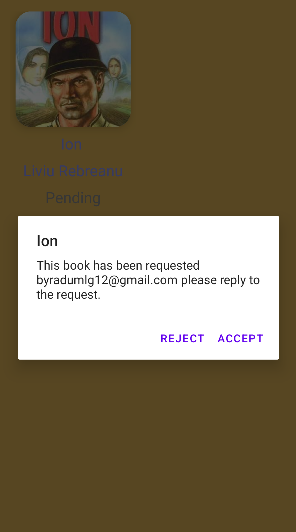 ION
Ion
Liviu Rebreanu
Pending
Ion
This book has been requested
byradumlg12@gmail.com please reply to
the request.
REJECT ACCEPT